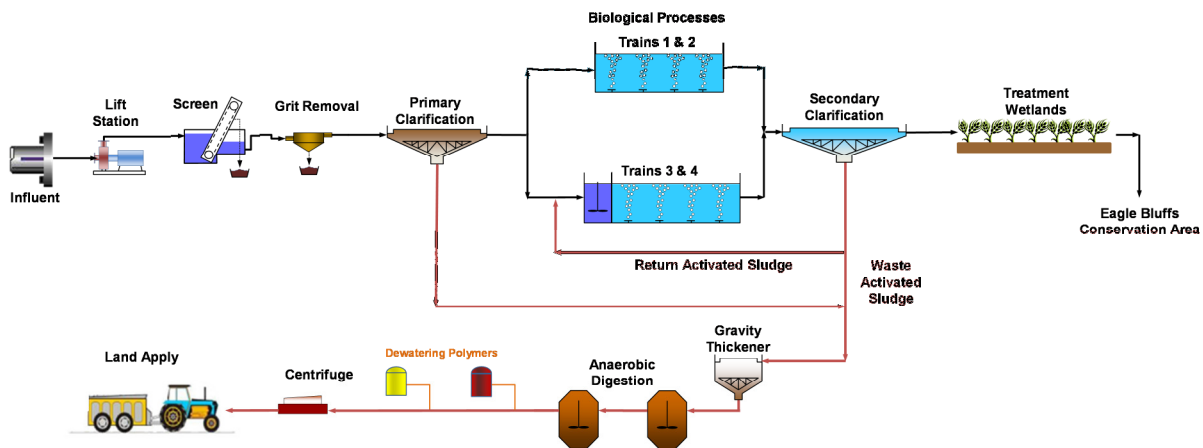 Biological Processes
Trains 1 & 2
Lift
Station
Screen
Grit Removal
Primary
Clarification
Secondary
Clarification
Treatment
Wetlands
Influent
Trains 3 & 4
Eagle Bluffs
Conservation Area
Return Activated Sludge
Waste
Activated
Sludge
Gravity
Thickener
Land Apply
Centrifuge
Dewatering Polymers
Anaerobic
Digestion